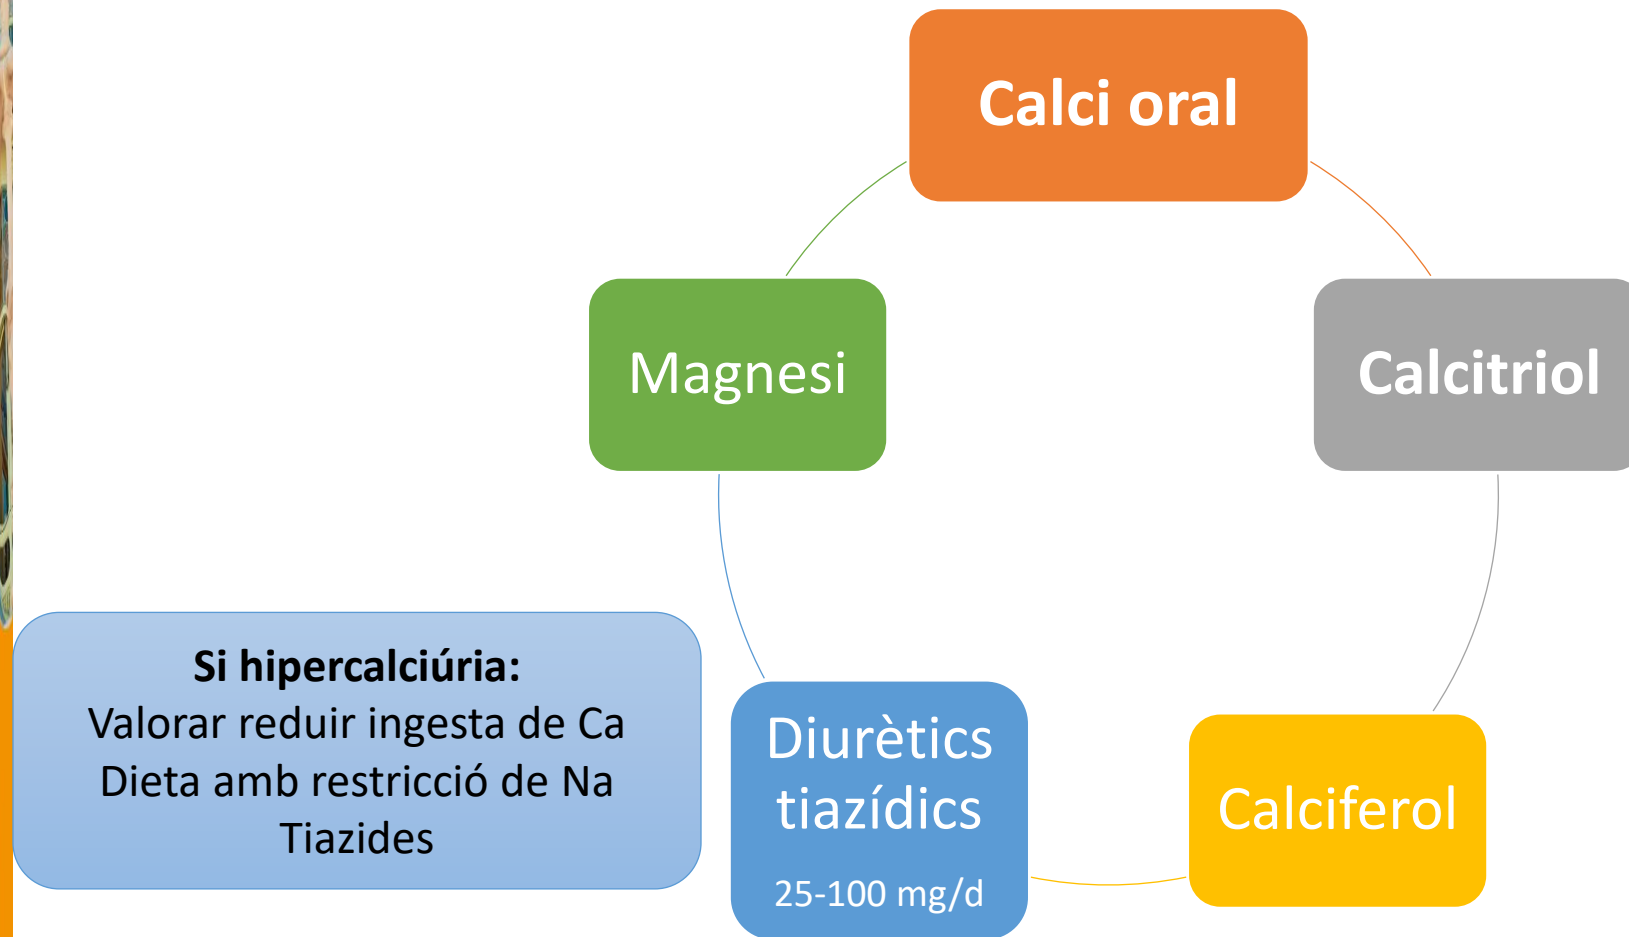 Calci oral
Magnesi
Calcitriol
Si hipercalciúria:
Valorar reduir ingesta de Ca
Dieta amb restricció de Na
Tiazides
Diurètics
tiazídics
25-100 mg/d
Calciferol